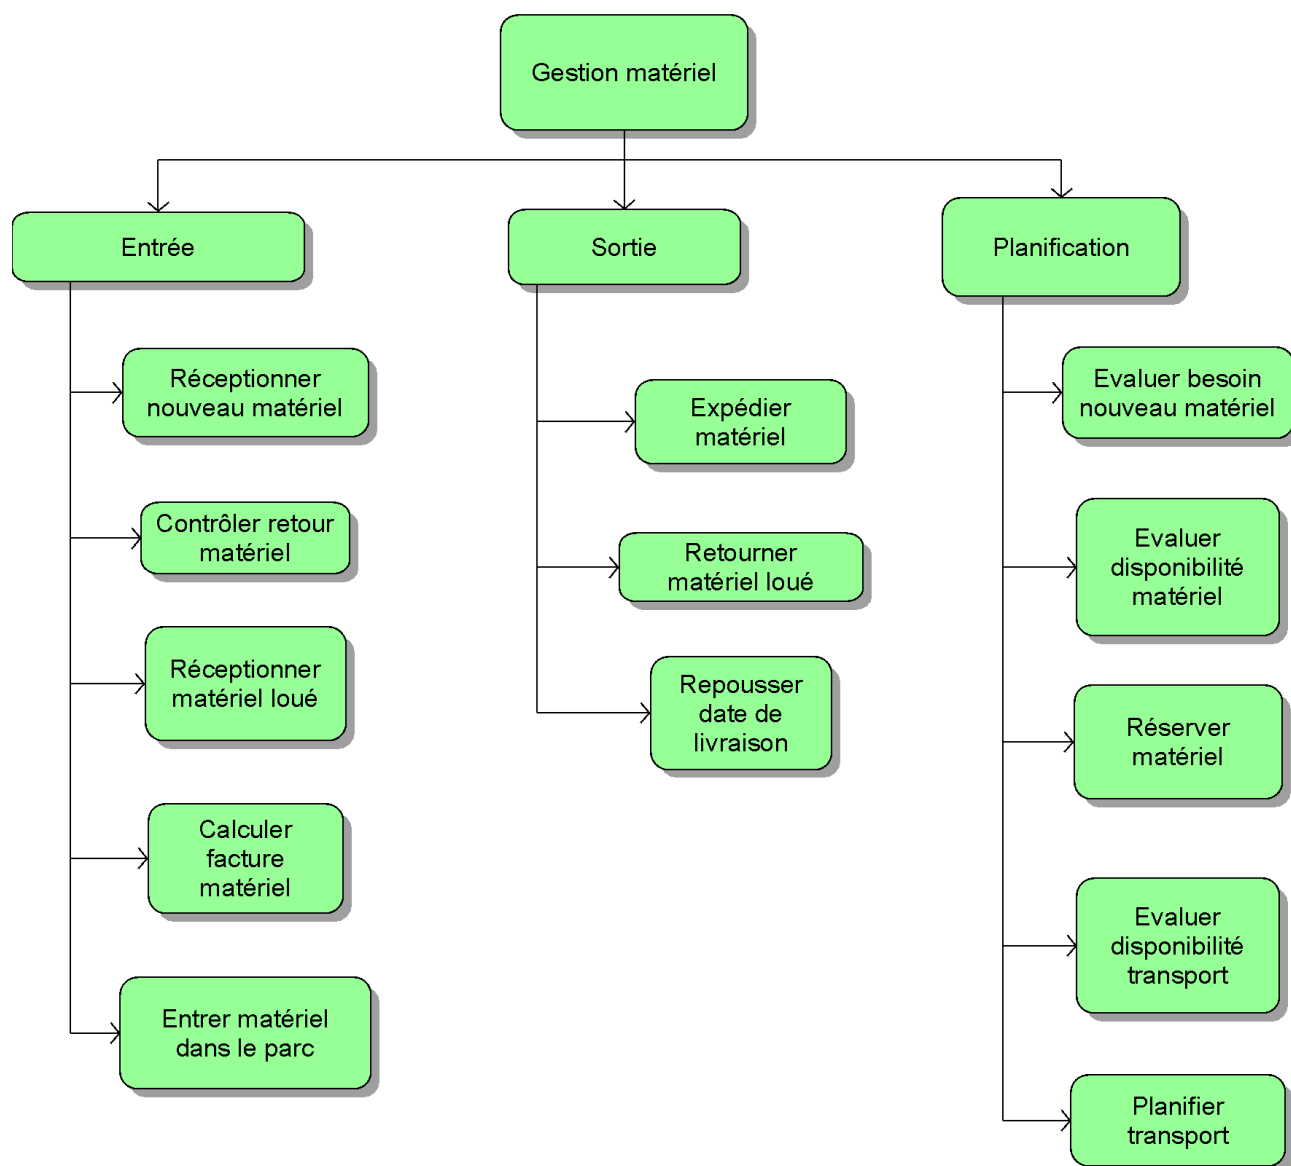 Gestion matériel
Entrée
Sortie
Planification
Réceptionner
nouveau matériel
Contrôler retour
matériel
Réceptionner
matériel loué
Calculer
facture
matériel
Entrer matériel
dans le parc
Expédier
matériel
Retourner
matériel loué
Repousser
date de
livraison
Evaluer besoin
nouveau matériel
Evaluer
disponibilité
matériel
Réserver
matériel
Evaluer
disponibilité
transport
Planifier
transport